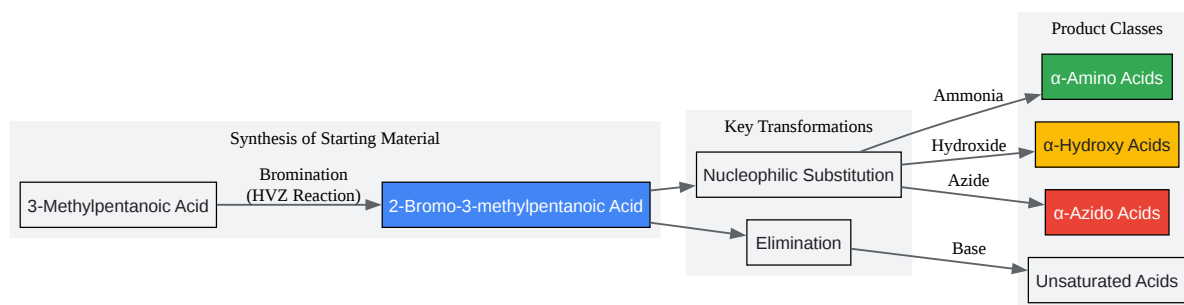 Synthesis of Starting Material
3-Methylpentanoic Acid
Bromination
(HVZ Reaction)
2-Bromo-3-methylpentanoic Acid
Key Transformations
Nucleophilic Substitution
Elimination
Ammonia
Hydroxide
Azide
Base
Product Classes
α-Amino Acids
α-Hydroxy Acids
α-Azido Acids
Unsaturated Acids